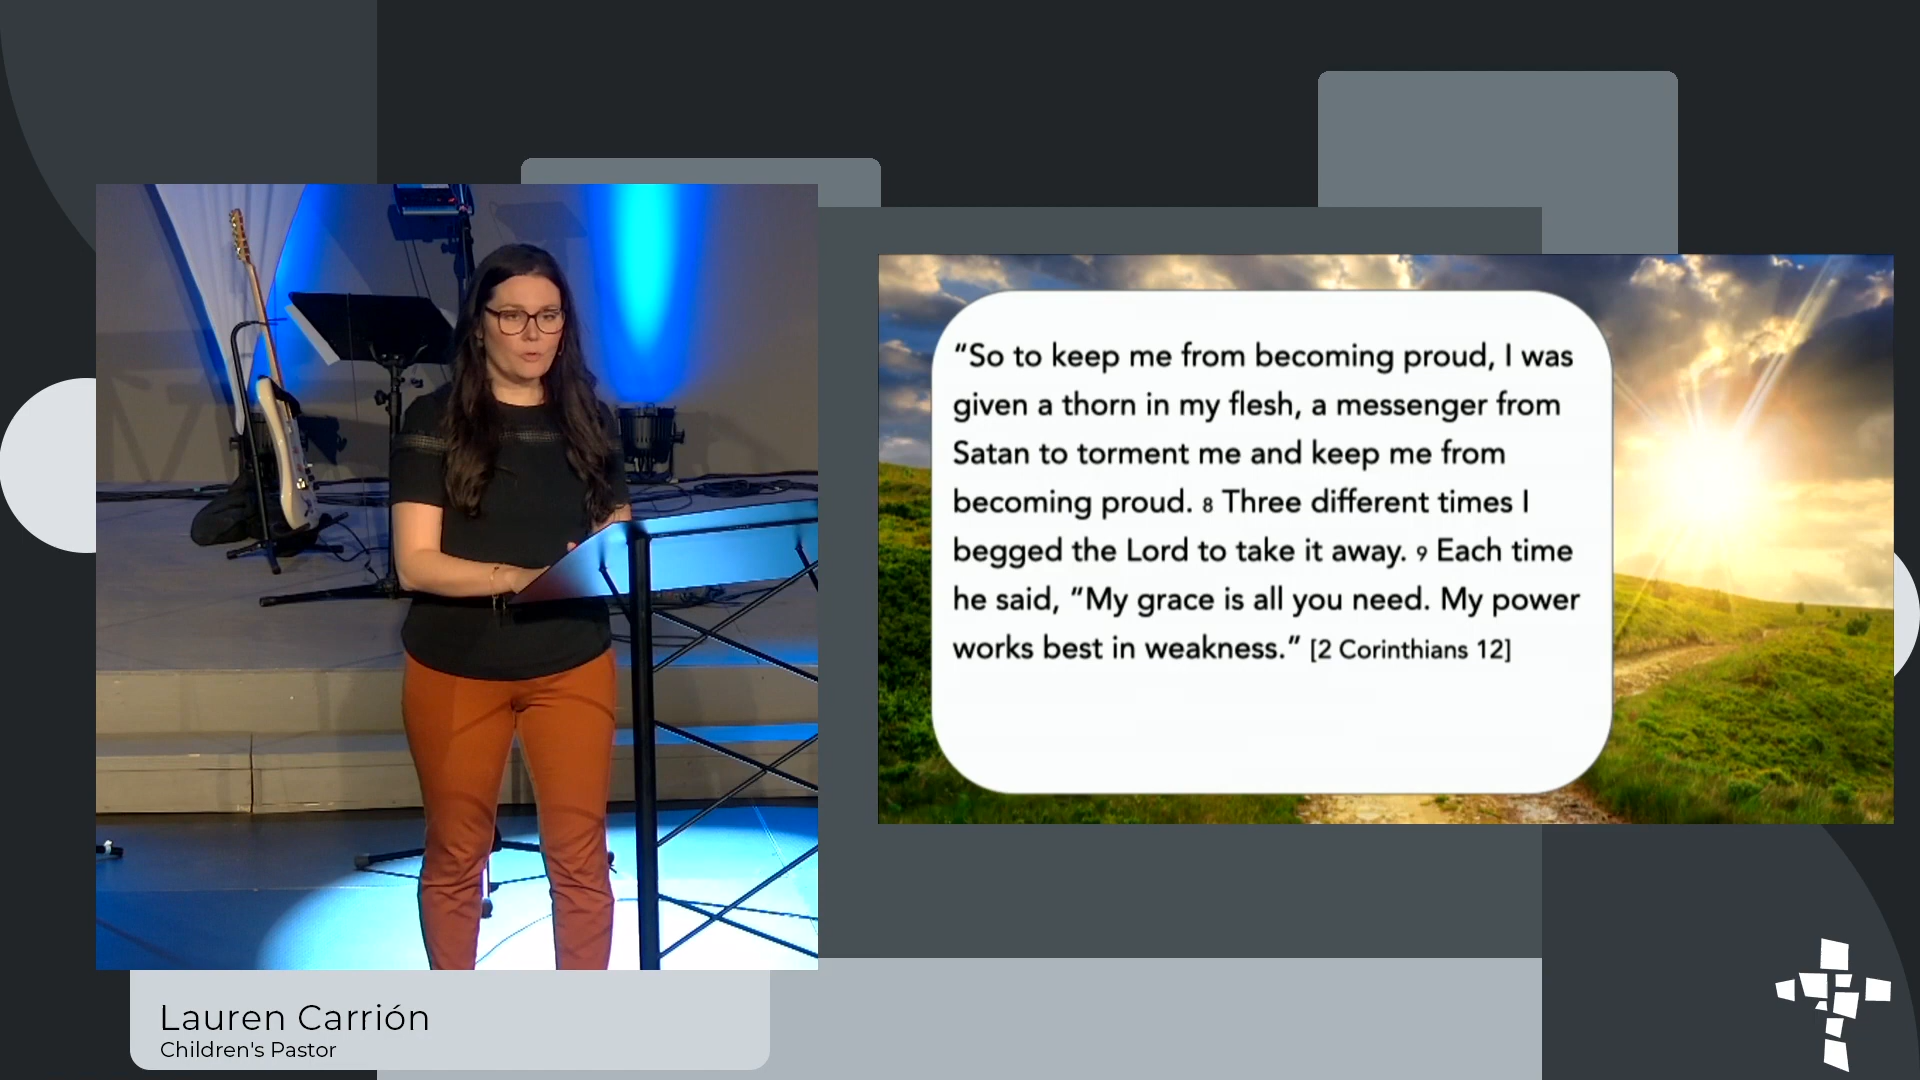 “So to keep me from becoming proud, I was
given a thorn in my flesh, a messenger from
Satan to torment me and keep me from
becoming proud. 8 Three different times I
begged the Lord to take it away. 9 Each time
he said, “My grace is all you need. My power
works best in weakness.” [2 Corinthians 12]
Lauren Carrión
Children's Pastor